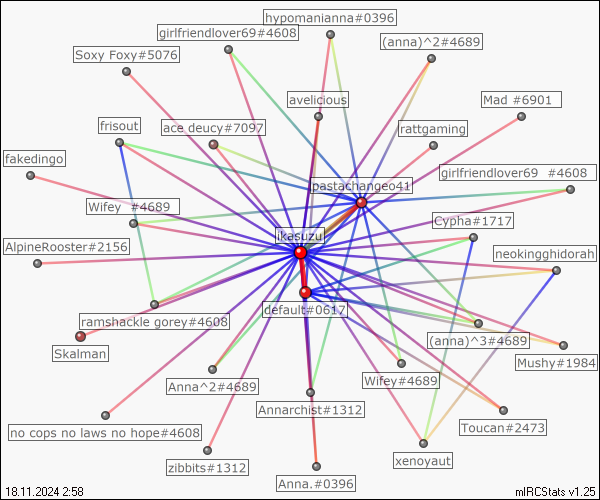 hypomanianna#0396
girlfriendlover69#4608
(anna)^2#4689
Soxy Foxy#5076
avelicious
Mad #6901
frisout
ace deucy#7097
rattgaming
fakedingo
pastachangeo41
girlfriendlover69 #4608
Wifey #4689
Cypha#1717
ikasuzu
AlpineRooster#2156
neokingghidorah
default#0617
ramshackle gorey#4608
(anna)^3#4689
Skalman
Mushy#1984
Anna^2#4689
Wifey#4689
Annarchist#1312
Toucan#2473
no cops no laws no hope#4608
xenoyaut
zibbits#1312
Anna.#0396
18.11.2024 2:58
mIRCStats v1.25